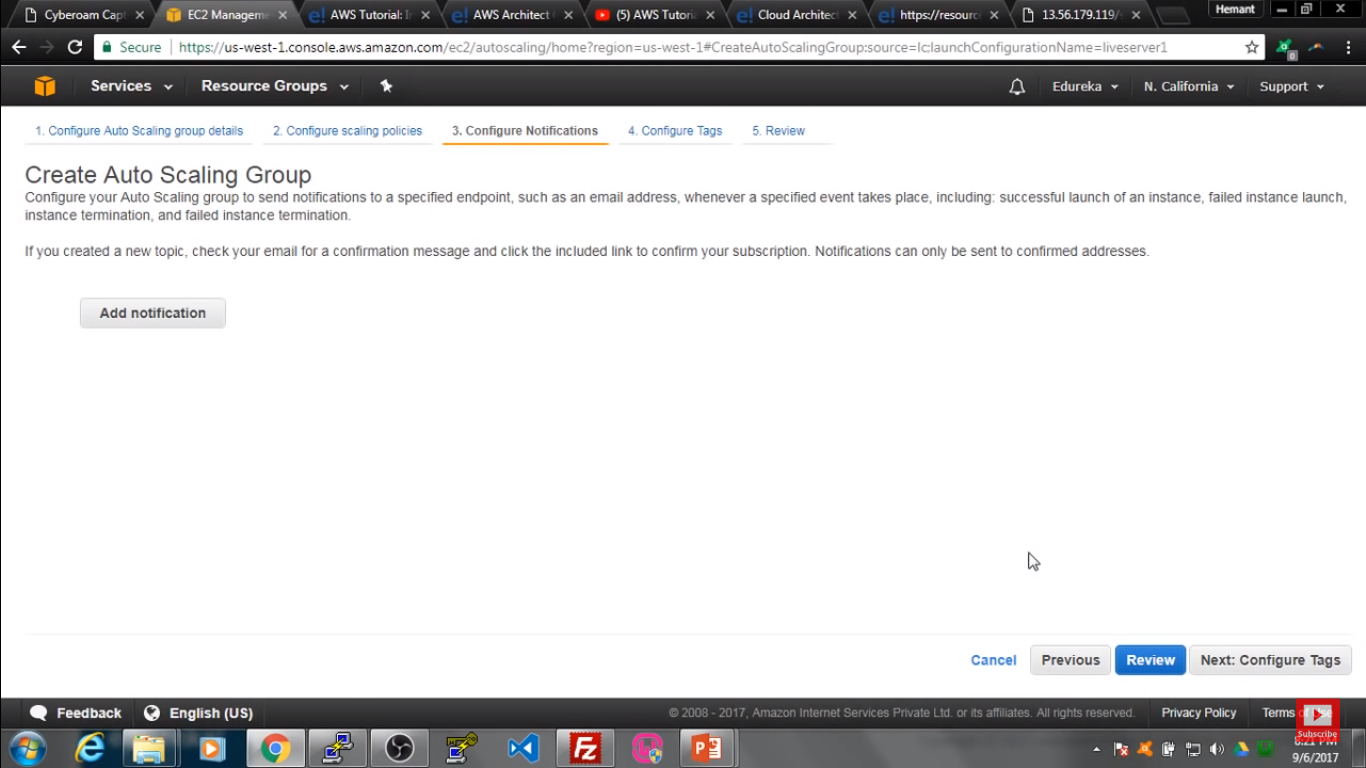 Cyberoam Capt
EC2 Manageme
AWS Tutorial: I
AWS Architect
(5) AWS Tutoria
Cloud Architec
https://resourc
13.56.179.119/
Hemant
Secure
https://us-west-1.console.aws.amazon.com/ec2/autoscaling/home?region=us-west-1#CreateAutoScalingGroup:source=lc;launchConfigurationName=liveserver1
0
Services
Resource Groups
Edureka
N. California
Support
1. Configure Auto Scaling group details
2. Configure scaling policies
3. Configure Notifications
4. Configure Tags
5. Review
Create Auto Scaling Group
Configure your Auto Scaling group to send notifications to a specified endpoint, such as an email address, whenever a specified event takes place, including: successful launch of an instance, failed instance launch,
instance termination, and failed instance termination.
If you created a new topic, check your email for a confirmation message and click the included link to confirm your subscription. Notifications can only be sent to confirmed addresses.
Add notification
Cancel
Previous
Review
Next: Configure Tags
Feedback
English (US)
© 2008 - 2017, Amazon Internet Services Private Ltd. or its affiliates. All rights reserved.
Privacy Policy
Terms of Use
Subscribe
6:21 PM
9/6/2017